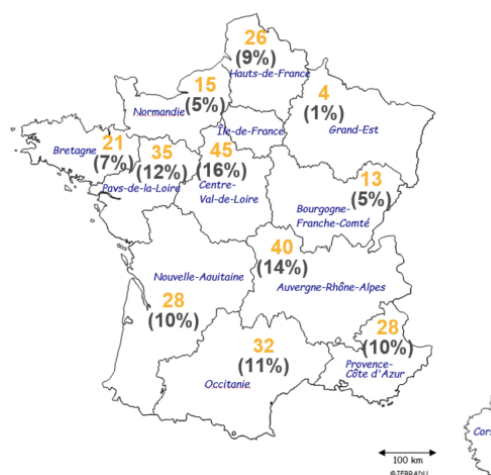 26
(9%)
Hauts-de-France
15
(5%)
Normandie
4
(1%)
Grand-Est
Île-de-France
21
(7%)
Bretagne
35
(12%)
Pays-de-la-Loire
45
(16%)
Centre-
Val-de-Loire
13
(5%)
Bourgogne-
Franche-Comté
40
(14%)
Auvergne-Rhône-Alpes
Nouvelle-Aquitaine
28
(10%)
32
(11%)
Occitanie
28
(10%)
Provence-
Côte d'Azur
Cor
100 km